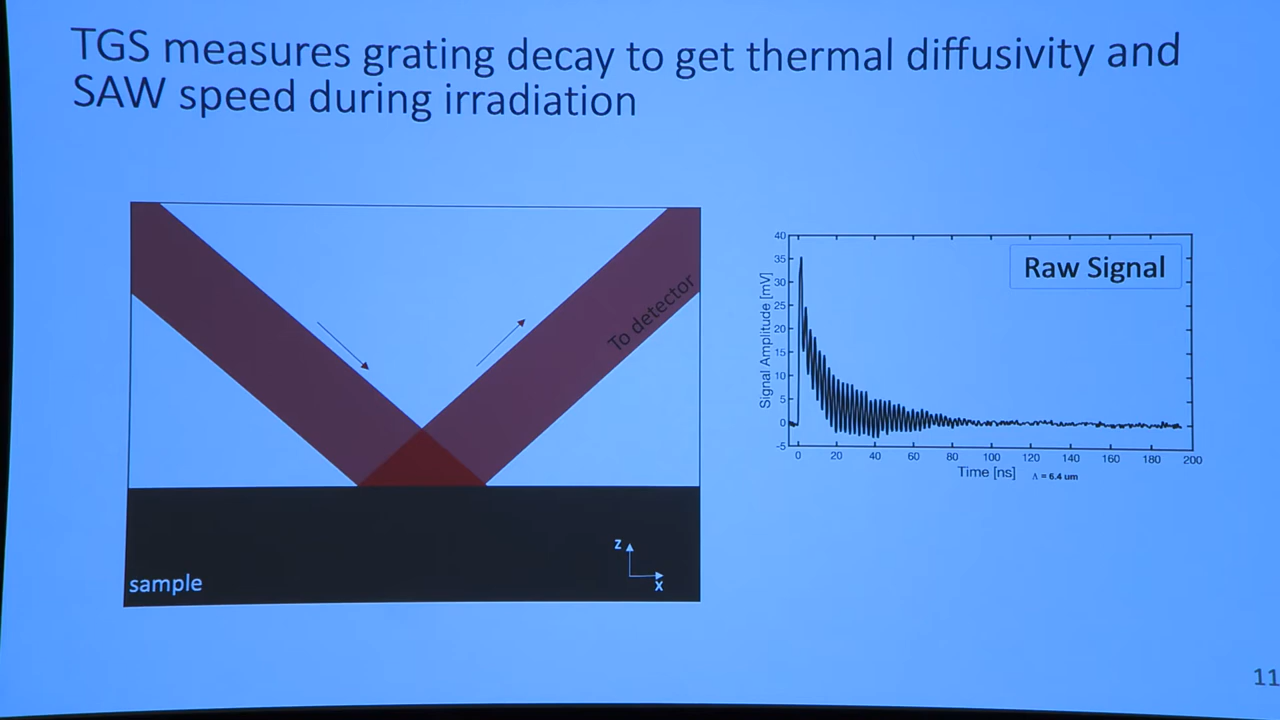 TGS measures grating decay to get thermal diffusivity and
SAW speed during irradiation
To detector
z
x
sample
Raw Signal
Signal Amplitude [mV]
40
35
30
25
20
15
10
5
0
-5
0 20 40 60 80 100 120 140 160 180 200
Time [ns]
Λ = 6.4 um
11